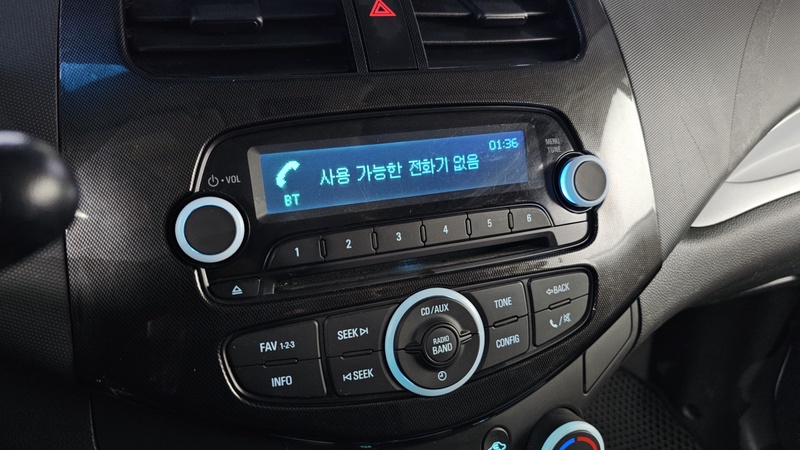 01:36
사용 가능한 전화기 없음
BT
VOL
MENU
TUNE
1
2
3
4
5
6
CD/AUX
TONE
BACK
FAV 1-2-3
SEEK
RADIO
BAND
CONFIG
INFO
SEEK